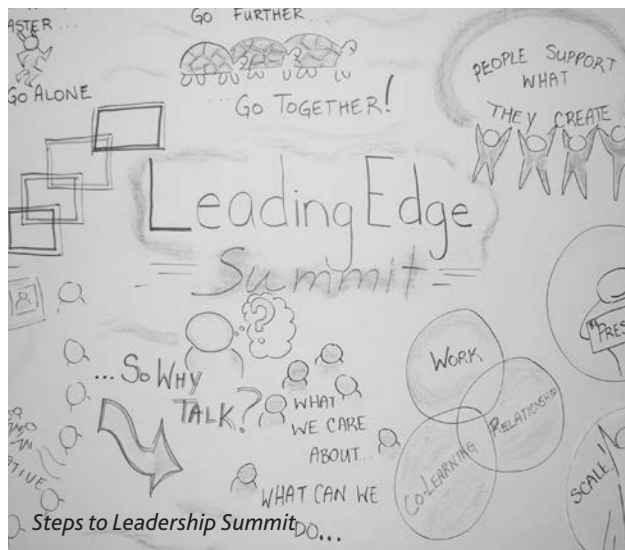 GO FURTHER...
GO ALONE
...GO TOGETHER!
PEOPLE SUPPORT
WHAT
THEY CREATE
Leading Edge
Summit
...SO WHY
TALK?
?
WHAT
WE CARE
ABOUT...
WHAT CAN WE
DO...
WORK
RELATIONSHIP
CO-LEARNING
SCALE!
Steps to Leadership Summit